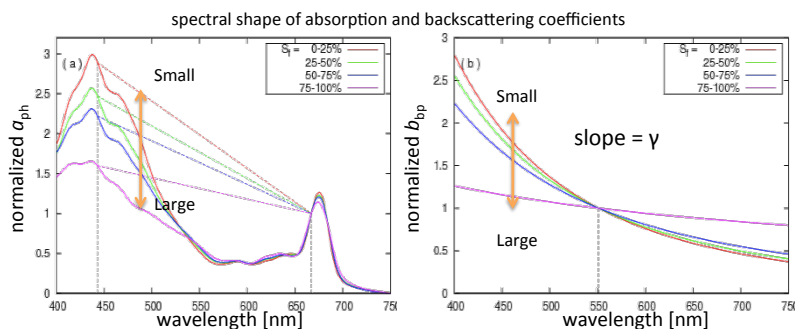 spectral shape of absorption and backscattering coefficients
normalized aph
3
2.5
2
1.5
1
0.5
0
(a)
Sf = 0-25%
25-50%
50-75%
75-100%
Small
Large
400 450 500 550 600 650 700 750
wavelength [nm]
normalized bbp
3
2.5
2
1.5
1
0.5
0
(b)
Sf = 0-25%
25-50%
50-75%
75-100%
Small
slope = γ
Large
400 450 500 550 600 650 700 750
wavelength [nm]